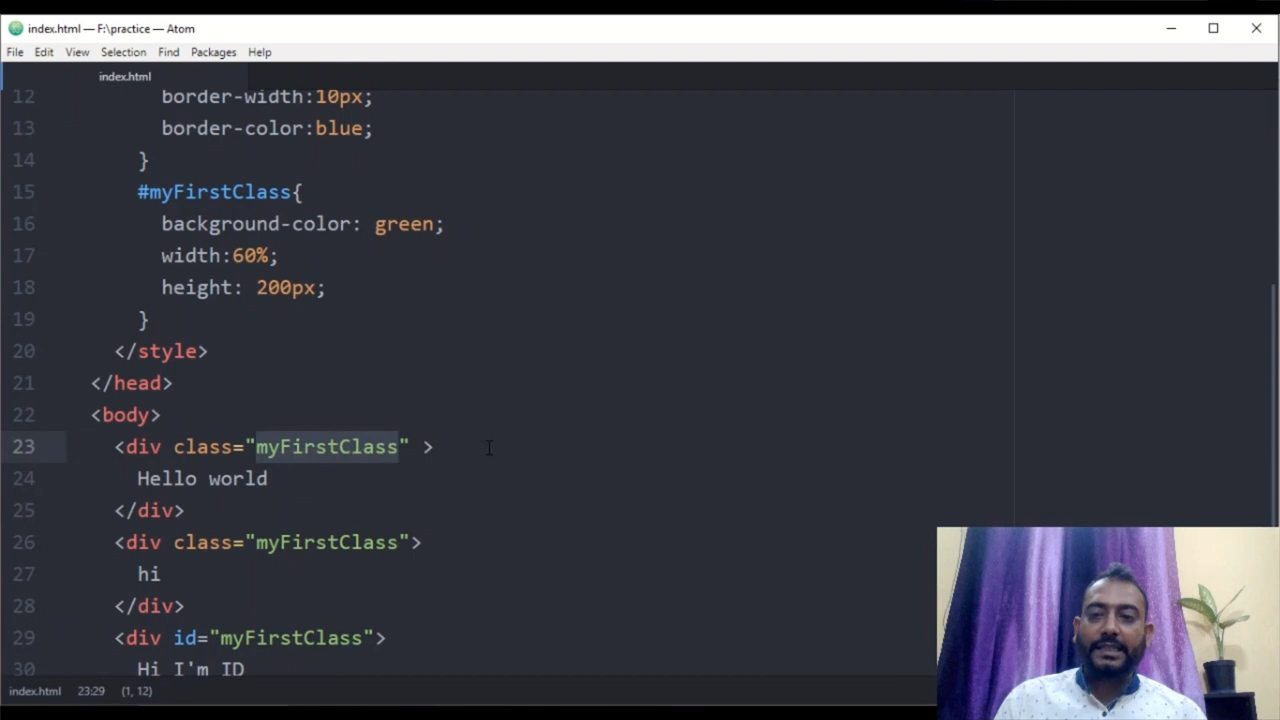 index.html — F:\practice — Atom
File Edit View Selection Find Packages Help
index.html
12 border-width:10px;
13 border-color:blue;
14 }
15 #myFirstClass{
16 background-color: green;
17 width:60%;
18 height: 200px;
19 }
20 </style>
21 </head>
22 <body>
23 <div class="myFirstClass" >
24 Hello world
25 </div>
26 <div class="myFirstClass">
27 hi
28 </div>
29 <div id="myFirstClass">
30 Hi I'm ID
index.html 23:29 (1, 12)